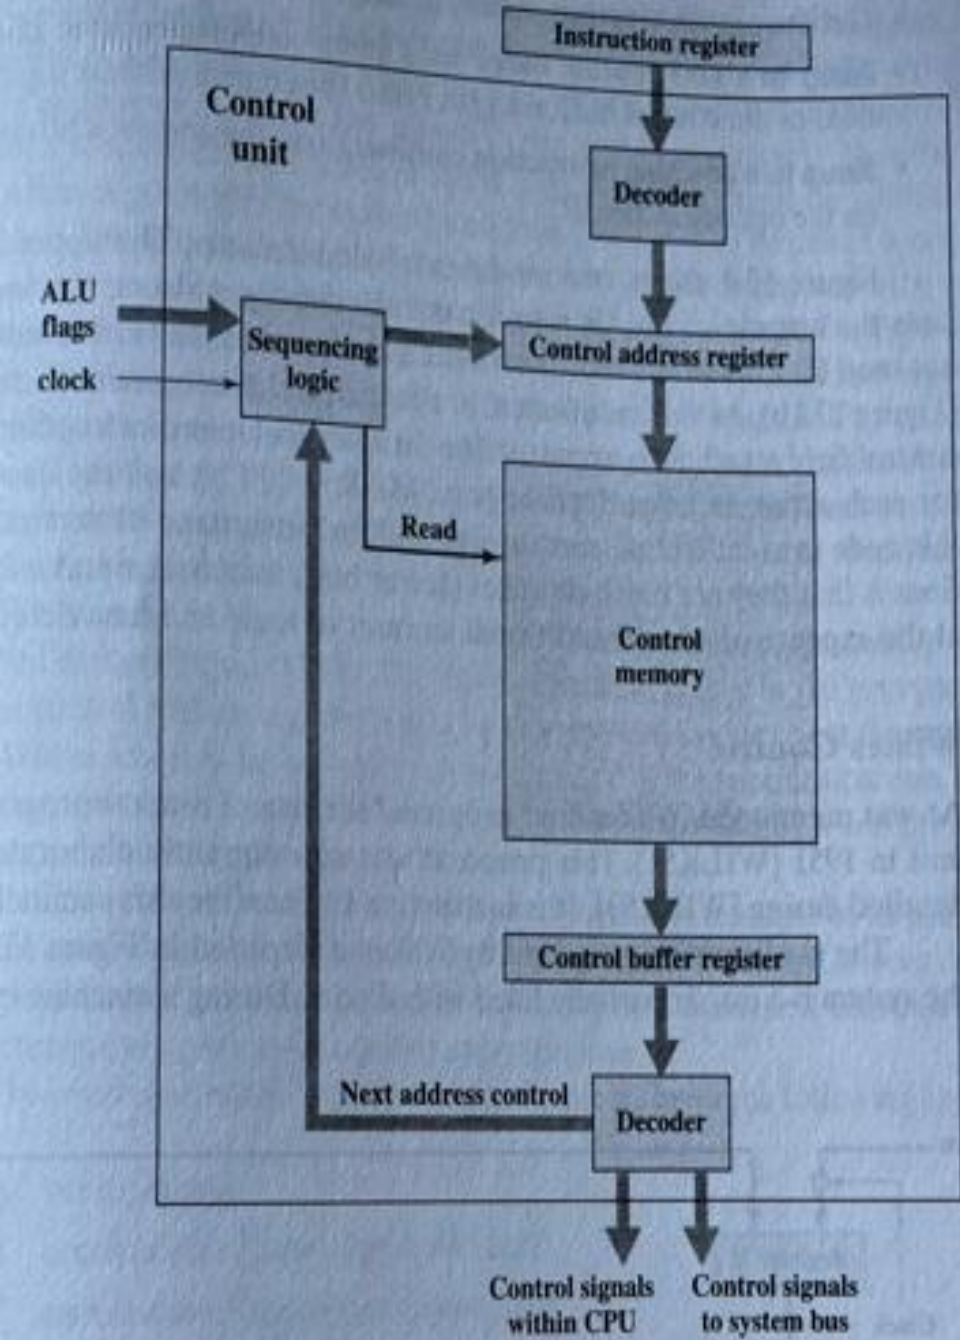 Instruction register
Control
unit
Decoder
ALU
flags
clock
Sequencing
logic
Control address register
Read
Control
memory
Control buffer register
Next address control
Decoder
Control signals
within CPU
Control signals
to system bus